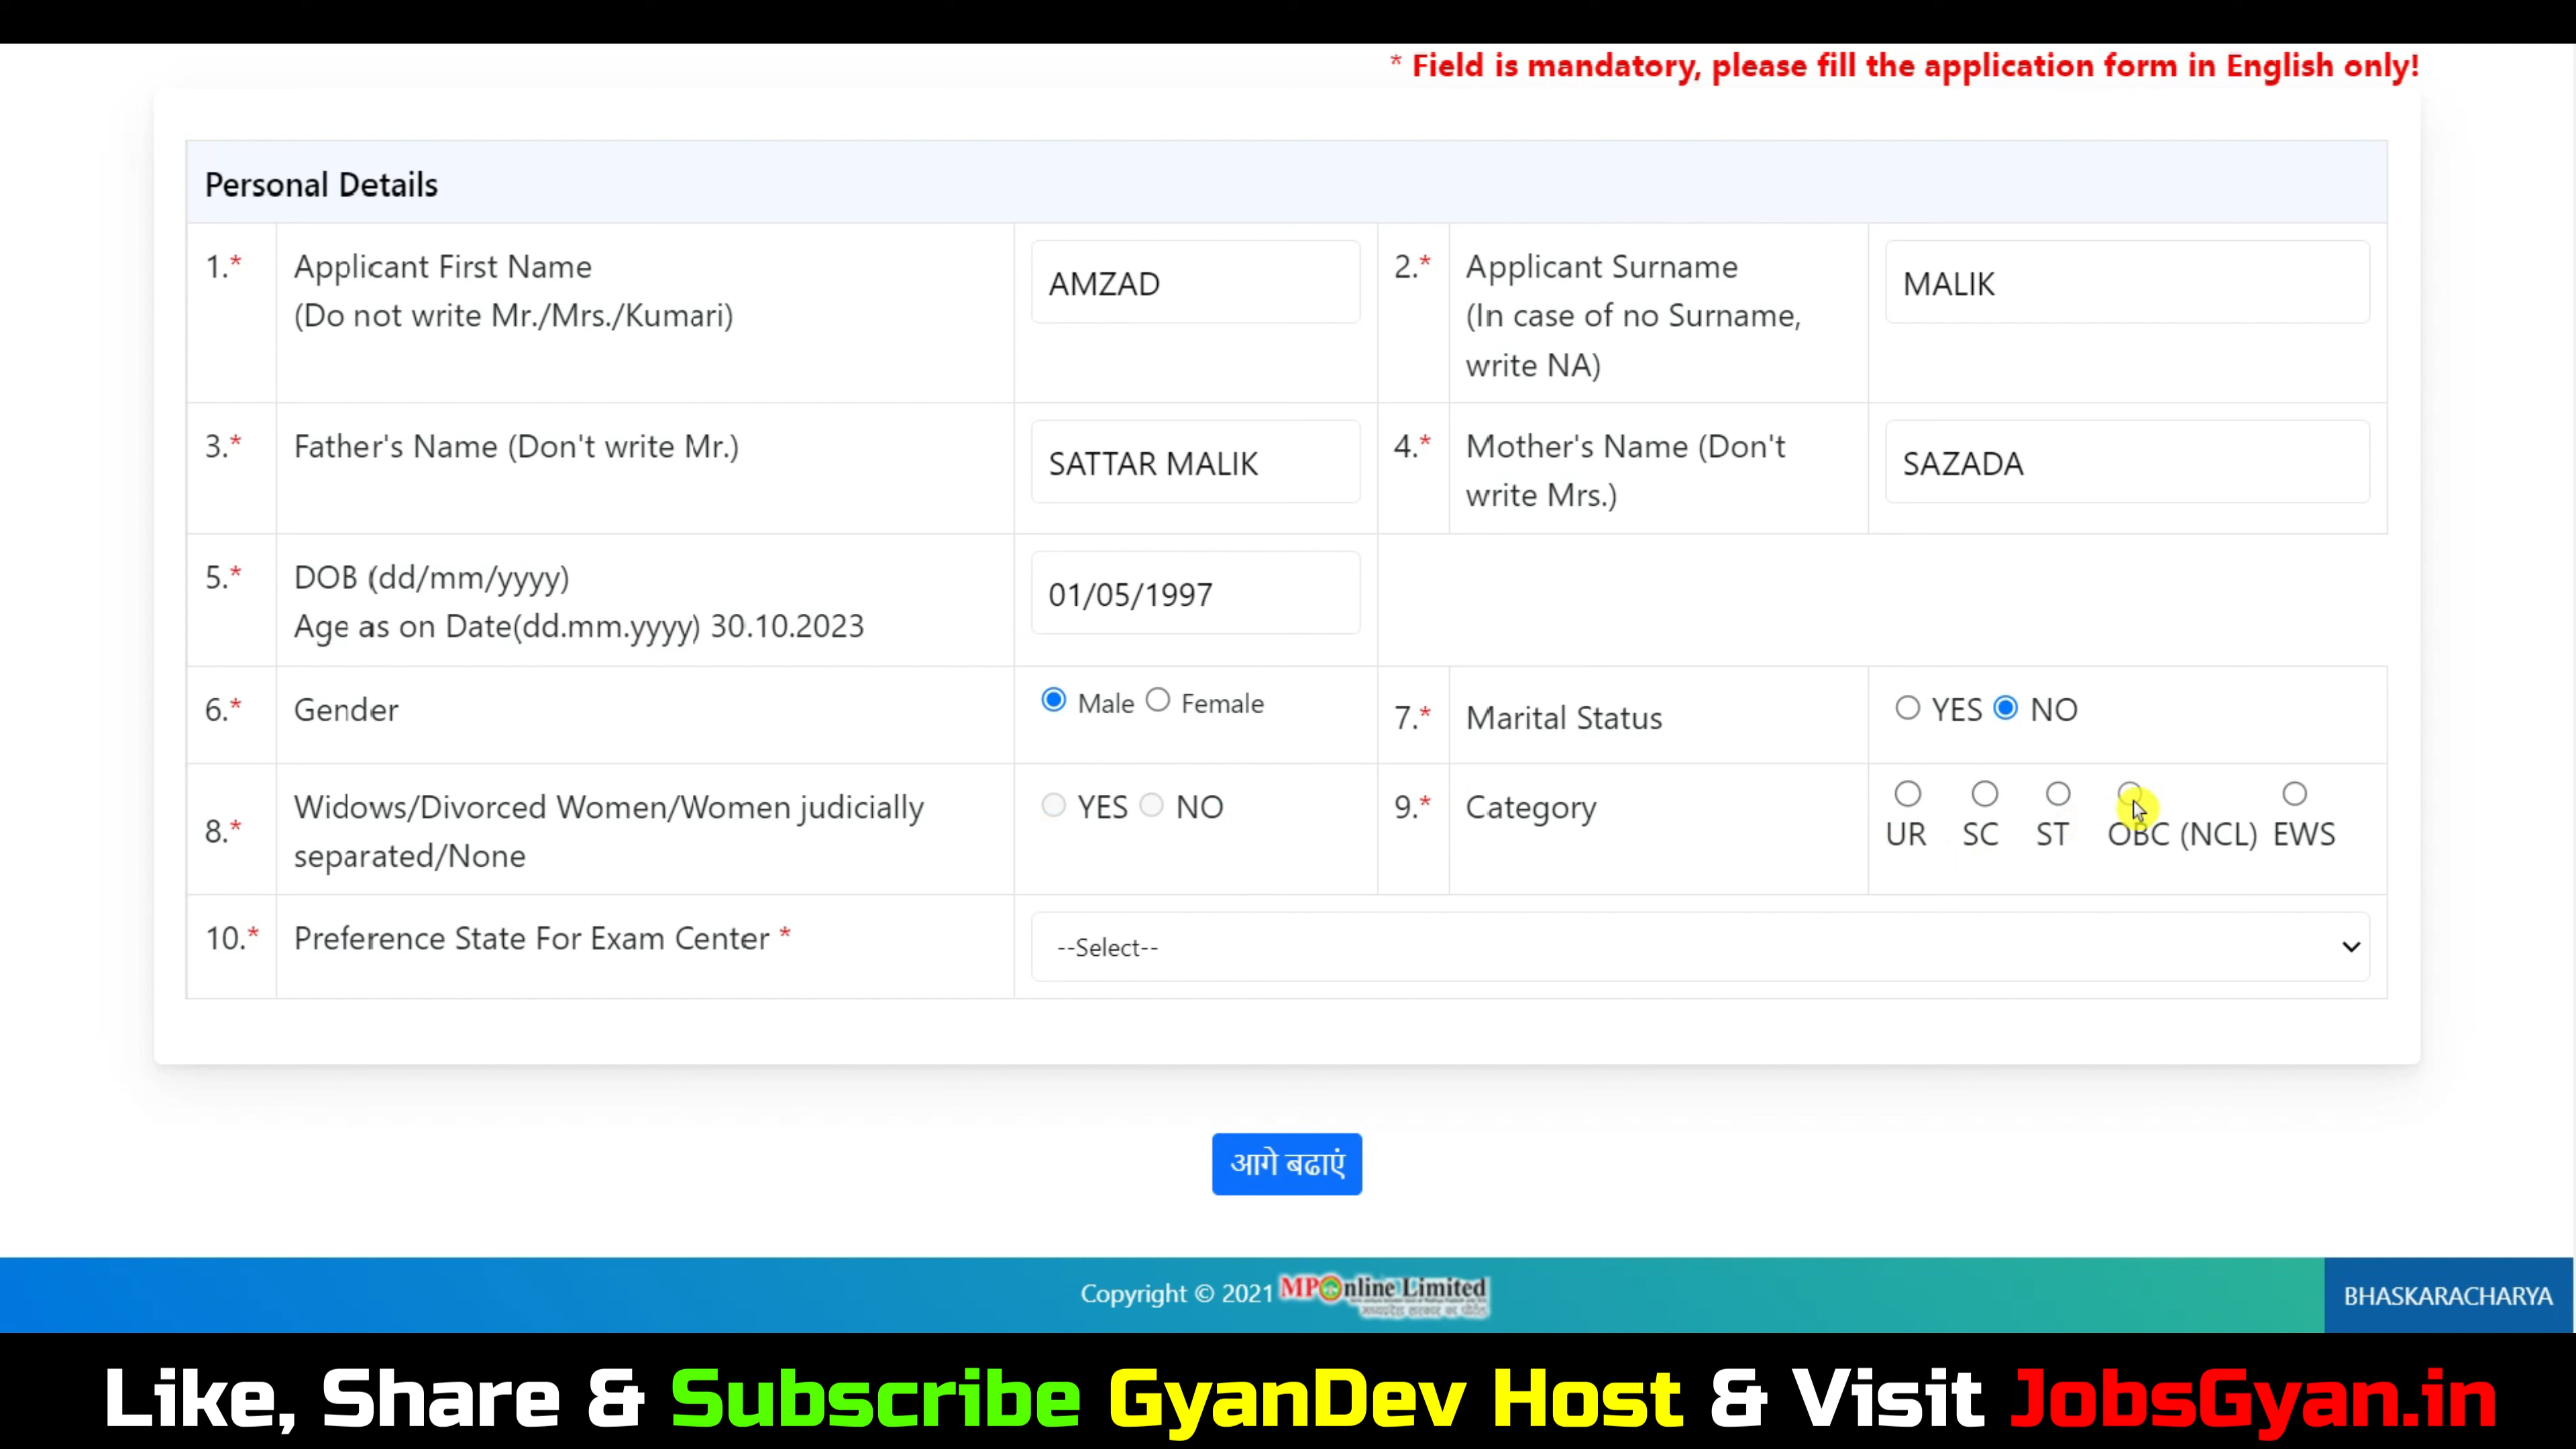 * Field is mandatory, please fill the application form in English only!
Personal Details
1.* Applicant First Name
(Do not write Mr./Mrs./Kumari)
AMZAD
2.* Applicant Surname
(In case of no Surname,
write NA)
MALIK
3.* Father's Name (Don't write Mr.)
SATTAR MALIK
4.* Mother's Name (Don't
write Mrs.)
SAZADA
5.* DOB (dd/mm/yyyy)
Age as on Date(dd.mm.yyyy) 30.10.2023
01/05/1997
6.* Gender
Male Female
7.* Marital Status
YES NO
8.* Widows/Divorced Women/Women judicially
separated/None
YES NO
9.* Category
UR SC ST OBC (NCL) EWS
10.* Preference State For Exam Center *
--Select--
आगे बढाएं
Copyright © 2021 MPOnline Limited
BHASKARACHARYA
Like, Share & Subscribe GyanDev Host & Visit JobsGyan.in